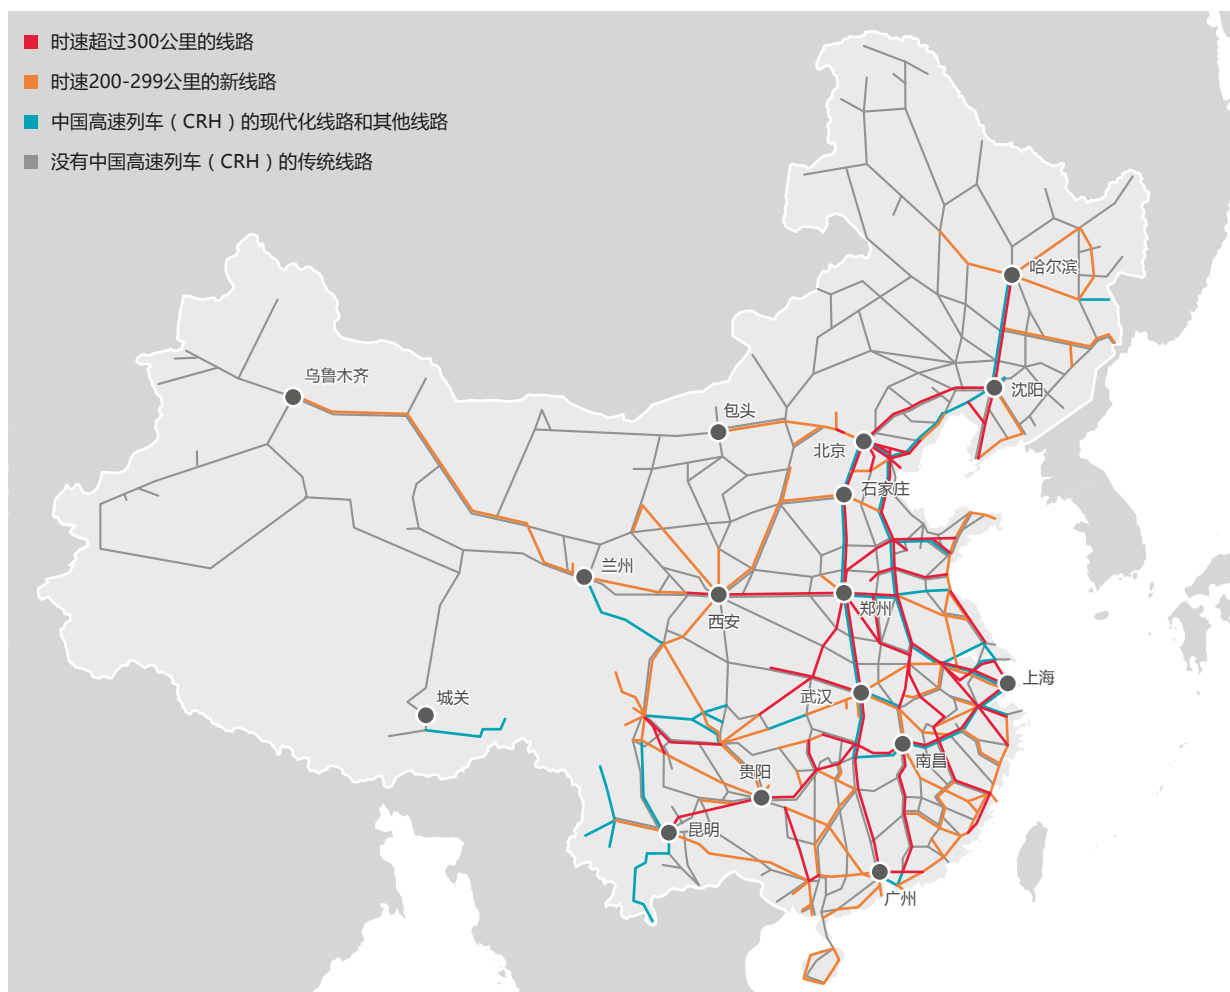 时速超过300公里的线路
时速200-299公里的新线路
中国高速列车（CRH）的现代化线路和其他线路
没有中国高速列车（CRH）的传统线路
哈尔滨
乌鲁木齐
沈阳
包头
北京
石家庄
兰州
郑州
西安
上海
城关
武汉
南昌
贵阳
昆明
广州